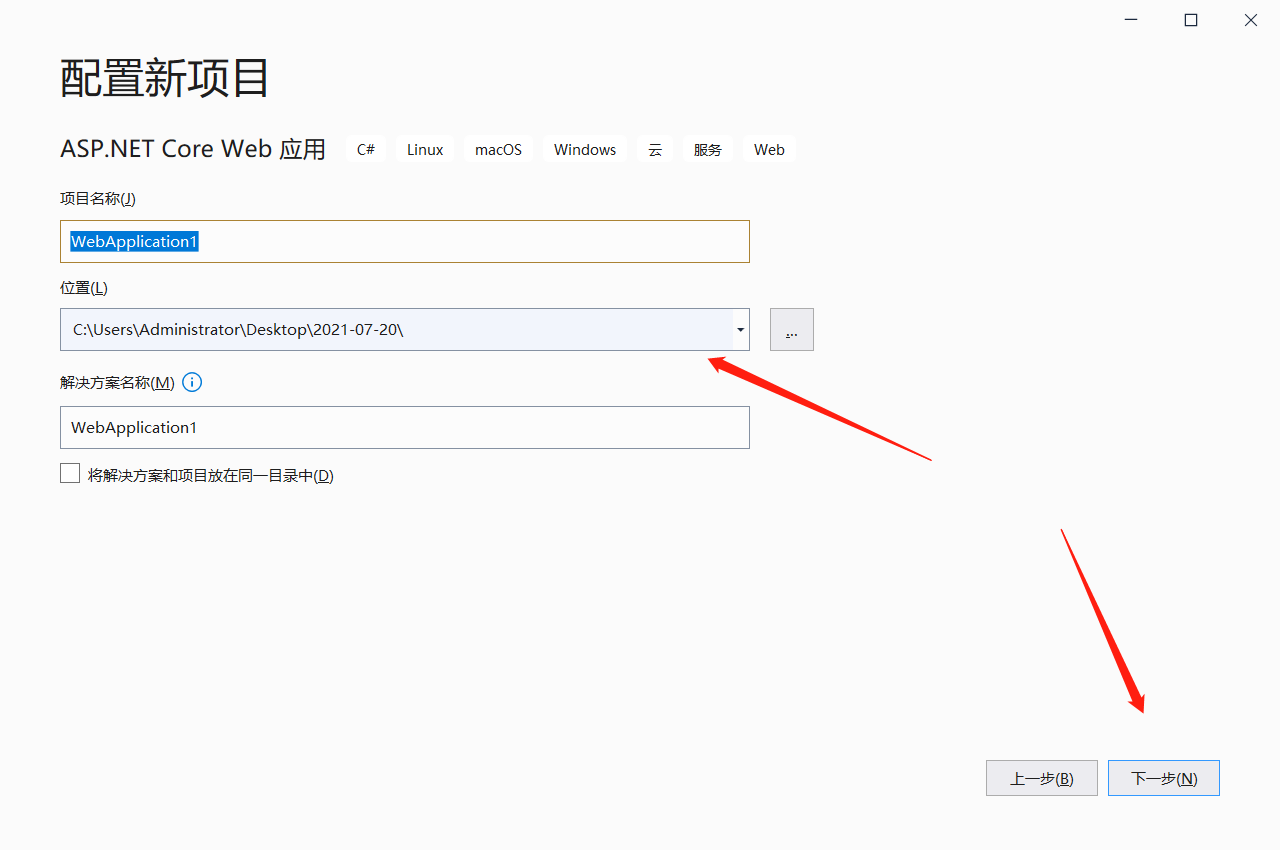 配置新项目
ASP.NET Core Web 应用 C# Linux macOS Windows 云 服务 Web
项目名称(J)
WebApplication1
位置(L)
C:\Users\Administrator\Desktop\2021-07-20\ ...
解决方案名称(M)
WebApplication1
将解决方案和项目放在同一目录中(D)
上一步(B) 下一步(N)